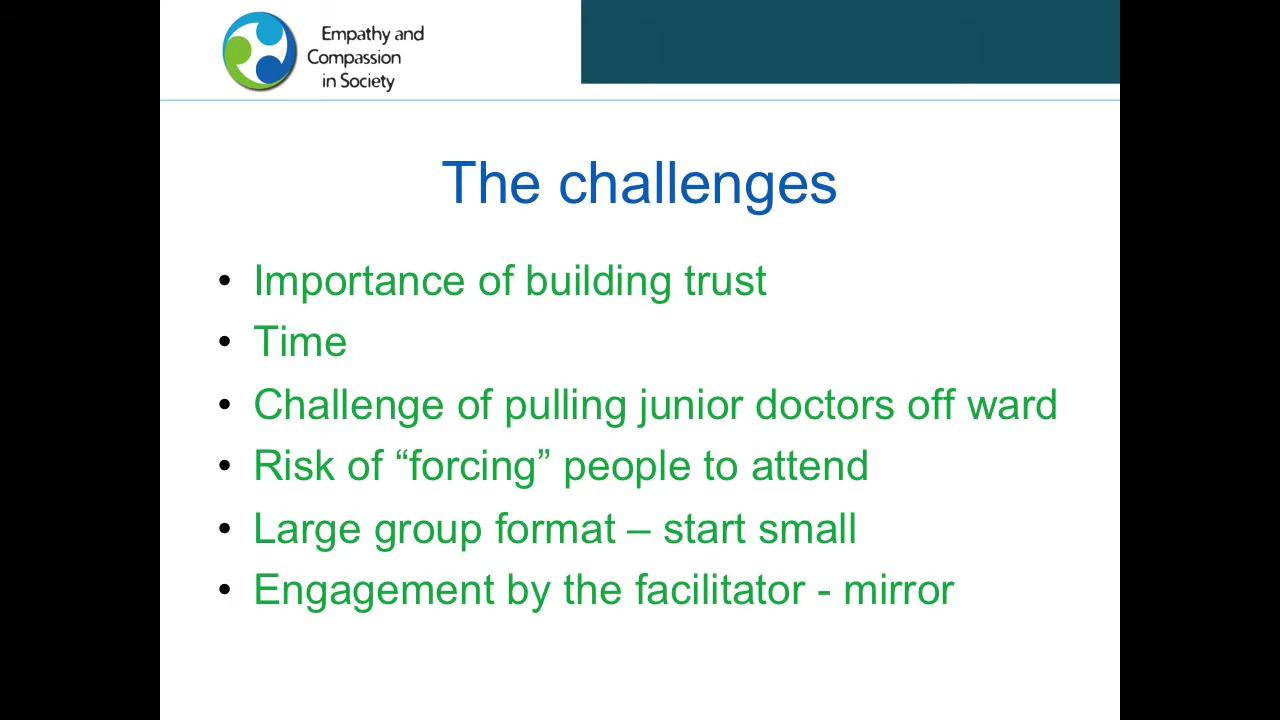 Empathy and
Compassion
in Society
The challenges
• Importance of building trust
• Time
• Challenge of pulling junior doctors off ward
• Risk of “forcing” people to attend
• Large group format – start small
• Engagement by the facilitator - mirror